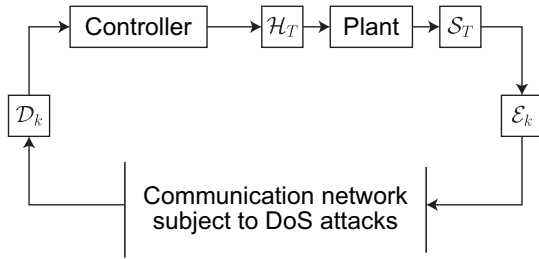 Controller
$\mathcal{H}_T$
Plant
$\mathcal{S}_T$
$\mathcal{D}_k$
$\mathcal{E}_k$
Communication network
subject to DoS attacks